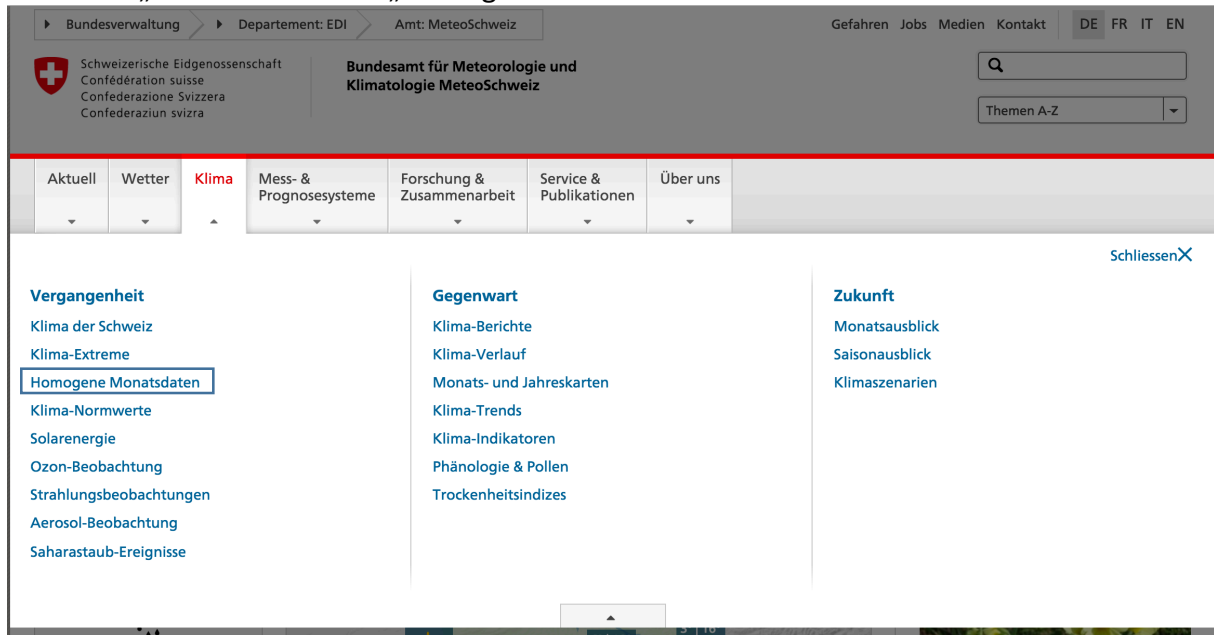 Bundesverwaltung Departement: EDI Amt: MeteoSchweiz
Gefahren Jobs Medien Kontakt DE FR IT EN
Schweizerische Eidgenossenschaft
Confédération suisse
Confederazione Svizzera
Confederaziun svizra
Bundesamt für Meteorologie und
Klimatologie MeteoSchweiz
Themen A-Z
Aktuell
Wetter
Klima
Mess- &
Prognosesysteme
Forschung &
Zusammenarbeit
Service &
Publikationen
Über uns
Schliessen
Vergangenheit
Klima der Schweiz
Klima-Extreme
Homogene Monatsdaten
Klima-Normwerte
Solarenergie
Ozon-Beobachtung
Strahlungsbeobachtungen
Aerosol-Beobachtung
Saharastaub-Ereignisse
Gegenwart
Klima-Berichte
Klima-Verlauf
Monats- und Jahreskarten
Klima-Trends
Klima-Indikatoren
Phänologie & Pollen
Trockenheitsindizes
Zukunft
Monatsausblick
Saisonausblick
Klimaszenarien